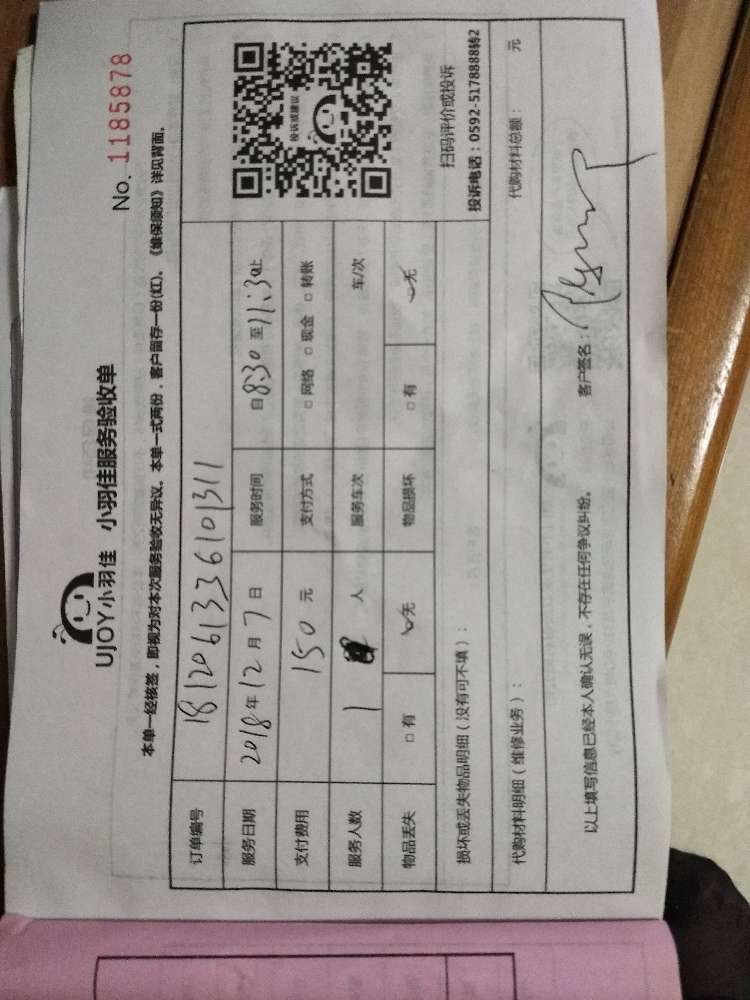 UJOY小羽佳 小羽佳服务验收单
No. 1185878
本单一经核签，即视为对本次服务验收无异议。本单一式两份，客户留存一份(红)。《维保须知》详见背面。
订单编号 1812061336101311
服务日期 2018年12月7日 服务时间 自8:30至11:30止
支付费用 150元 支付方式 □网络 □现金 □转账
服务人数 1 人 服务车次 车/次
物品丢失 □有 ✓无 物品损坏 □有 ✓无
投诉或建议
扫码评价或投诉
投诉电话：0592-5178888转2
损坏或丢失物品明细（没有可不填）：
代购材料明细（维修业务）： 代购材料总额： 元
以上填写信息已经本人确认无误，不存在任何争议纠纷。 客户签名：